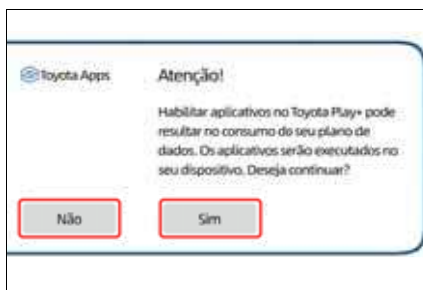 Toyota Apps
Atenção!
Habilitar aplicativos no Toyota Play+ pode
resultar no consumo do seu plano de
dados. Os aplicativos serão executados no
seu dispositivo. Deseja continuar?
Não
Sim